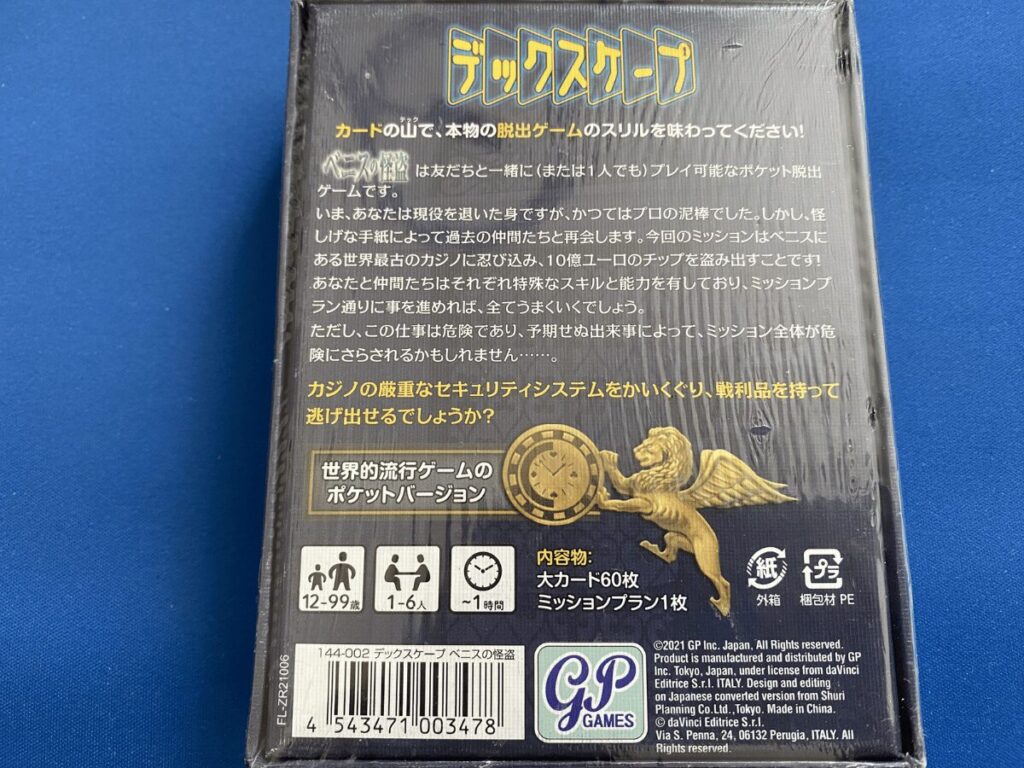 デックスケープ
カードの山で、本物の脱出ゲームのスリルを味わってください!
デック
ベニスの怪盗は友だちと一緒に(または1人でも)プレイ可能なポケット脱出
ゲームです。
いま、あなたは現役を退いた身ですが、かつてはプロの泥棒でした。しかし、怪
しげな手紙によって過去の仲間たちと再会します。今回のミッションはベニスに
ある世界最古のカジノに忍び込み、10億ユーロのチップを盗み出すことです!
あなたと仲間たちはそれぞれ特殊なスキルと能力を有しており、ミッションプ
ラン通りに事を進めれば、全てうまくいくでしょう。
ただし、この仕事は危険であり、予期せぬ出来事によって、ミッション全体が危
険にさらされるかもしれません……。
カジノの厳重なセキュリティシステムをかいくぐり、戦利品を持って
逃げ出せるでしょうか?
世界的流行ゲームの
ポケットバージョン
12-99歳
1-6人
~1時間
内容物:
大カード60枚
ミッションプラン1枚
紙
外箱
プラ
梱包材 PE
FL-ZR21006
144-002 デックスケープ ベニスの怪盗
4 543471 003478
GP
GAMES
©2021 GP Inc. Japan, All Rights reserved.
Product is manufactured and distributed by GP
Inc. Tokyo, Japan, under license from daVinci
Editrice S.r.l. ITALY. Design and editing
on Japanese converted version from Shuri
Planning Co.Ltd.,Tokyo. Made in China.
© daVinci Editrice S.r.l.
Via S. Penna, 24, 06132 Perugia, ITALY. All
Rights reserved.